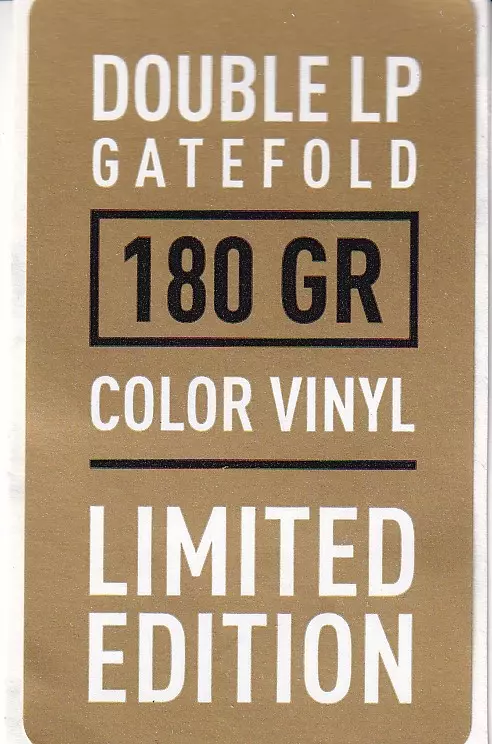 DOUBLE LP
GATEFOLD
180 GR
COLOR VINYL
LIMITED
EDITION